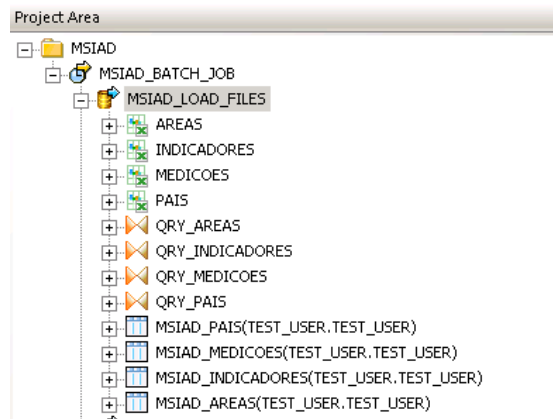 Project Area
MSIAD
MSIAD_BATCH_JOB
MSIAD_LOAD_FILES
AREAS
INDICADORES
MEDICOES
PAIS
QRY_AREAS
QRY_INDICADORES
QRY_MEDICOES
QRY_PAIS
MSIAD_PAIS(TEST_USER.TEST_USER)
MSIAD_MEDICOES(TEST_USER.TEST_USER)
MSIAD_INDICADORES(TEST_USER.TEST_USER)
MSIAD_AREAS(TEST_USER.TEST_USER)